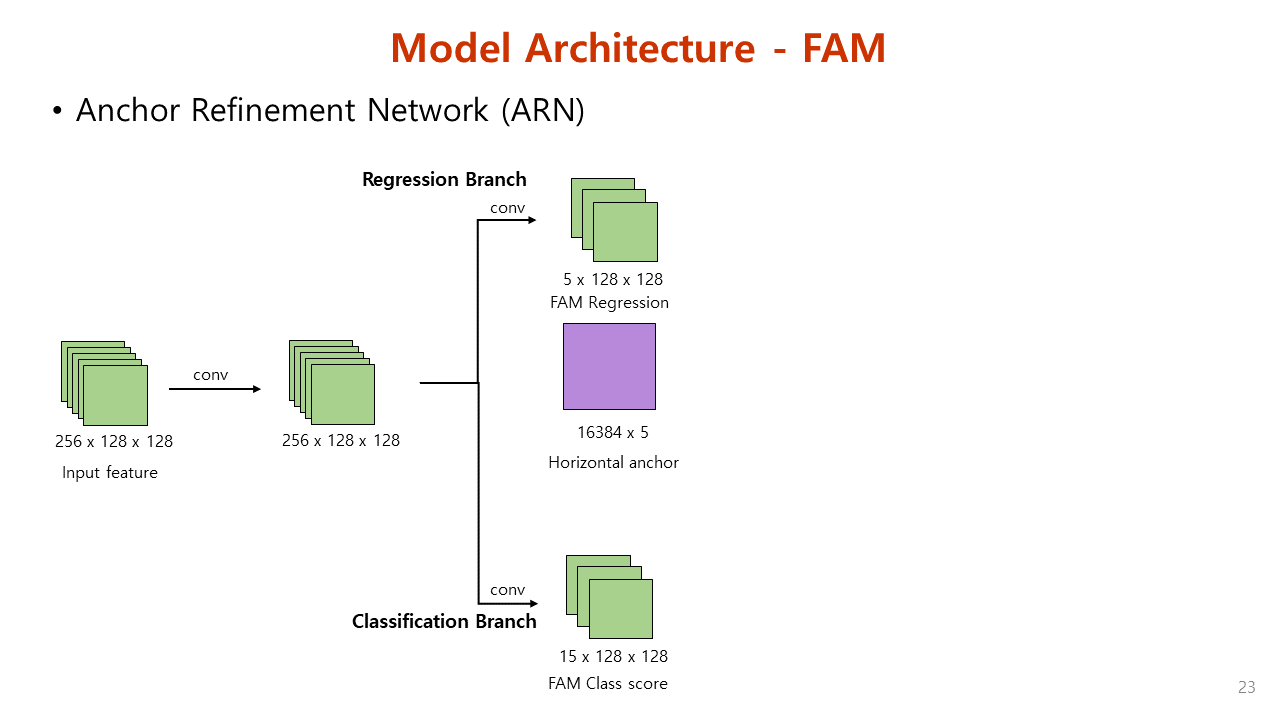 Model Architecture - FAM
• Anchor Refinement Network (ARN)
Regression Branch
conv
5 x 128 x 128
FAM Regression
conv
256 x 128 x 128
Input feature
256 x 128 x 128
16384 x 5
Horizontal anchor
conv
Classification Branch
15 x 128 x 128
FAM Class score
23